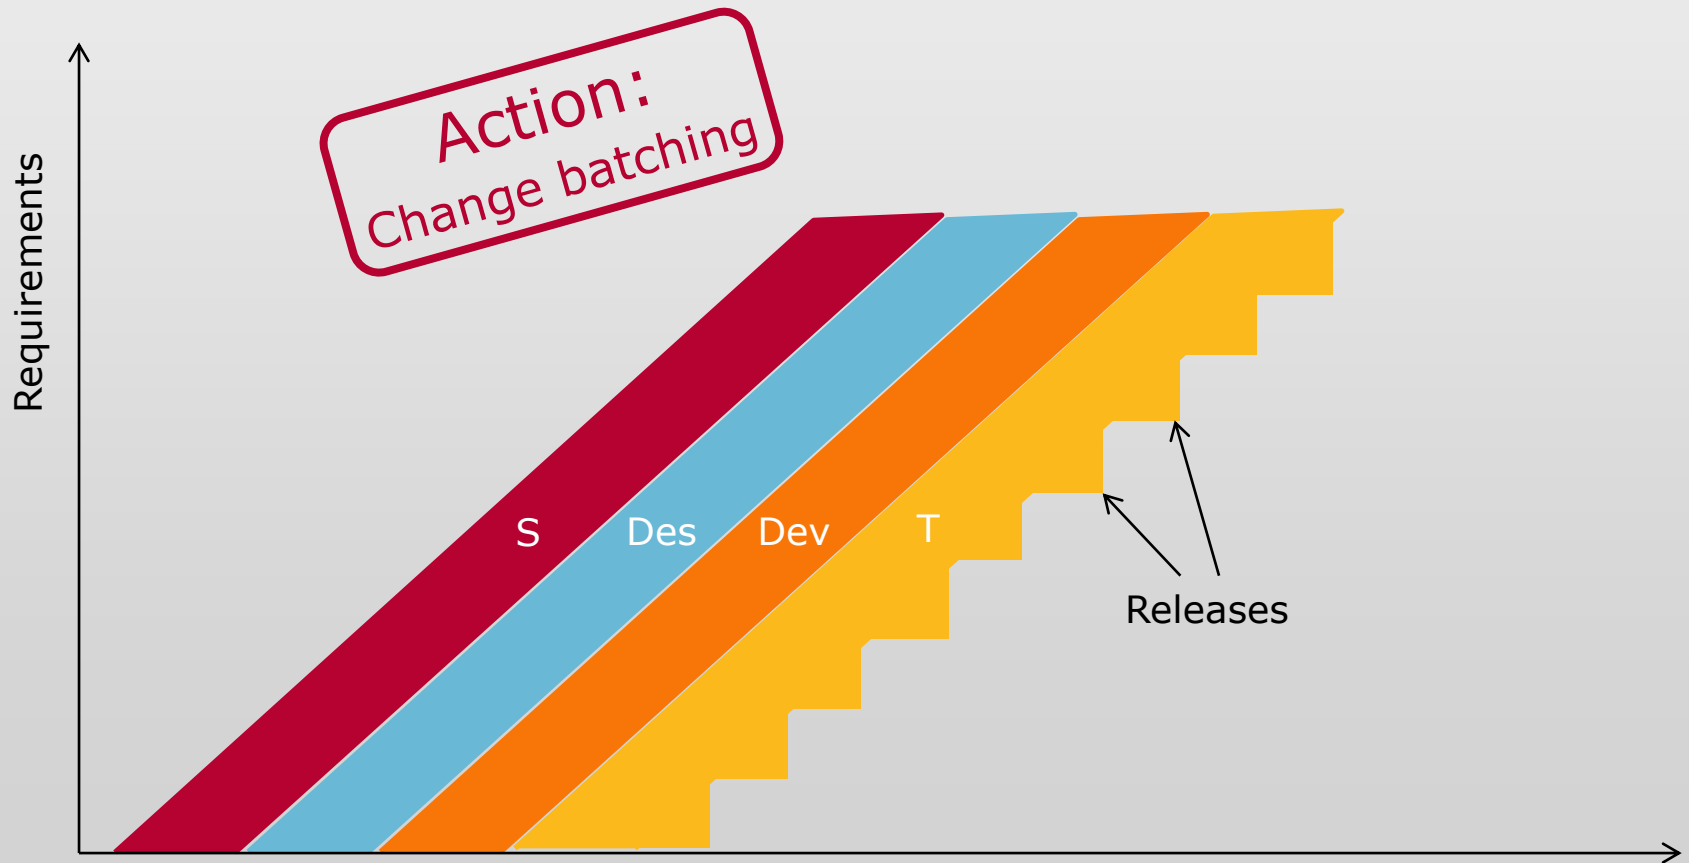 Action:
Change batching
Requirements
S
Des
Dev
T
Releases